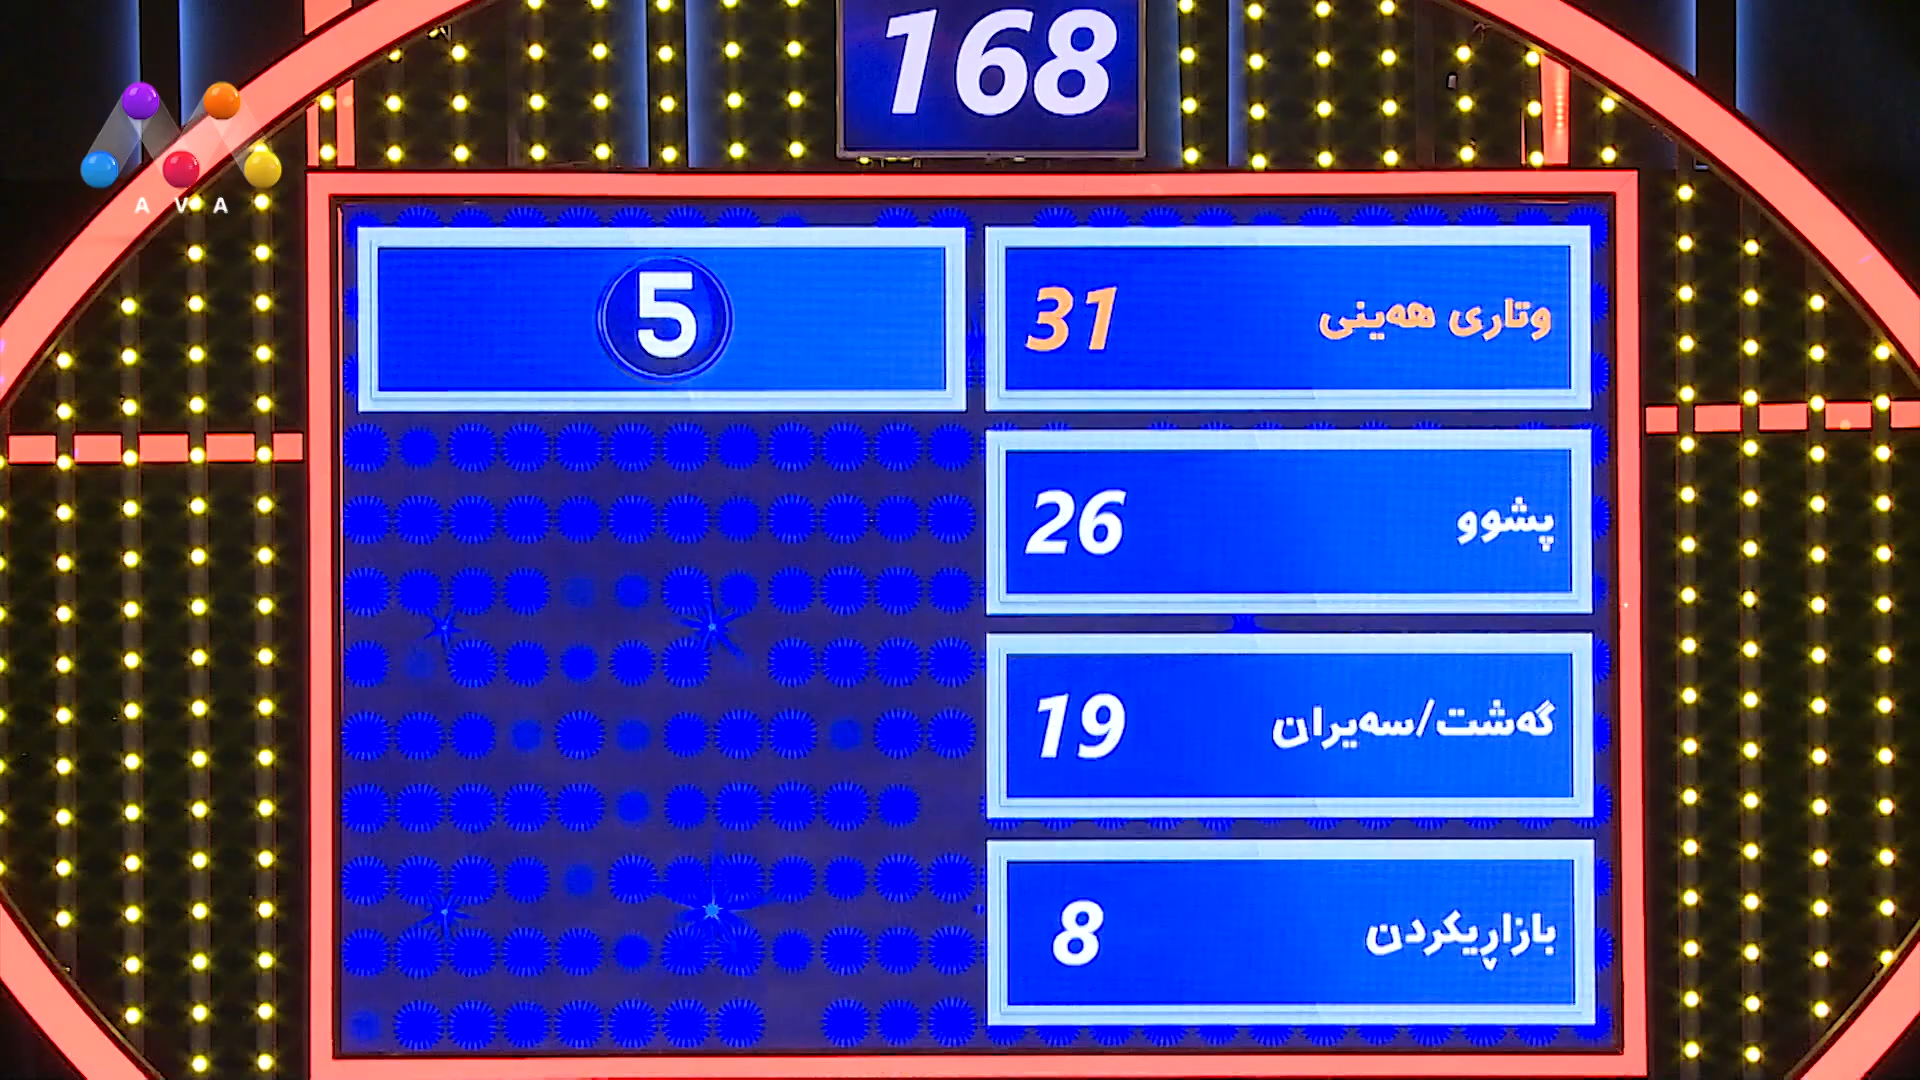 168
AVA
5
وتاری هەینی 31
پشوو 26
گەشت/سەیران 19
بازاڕیکردن 8